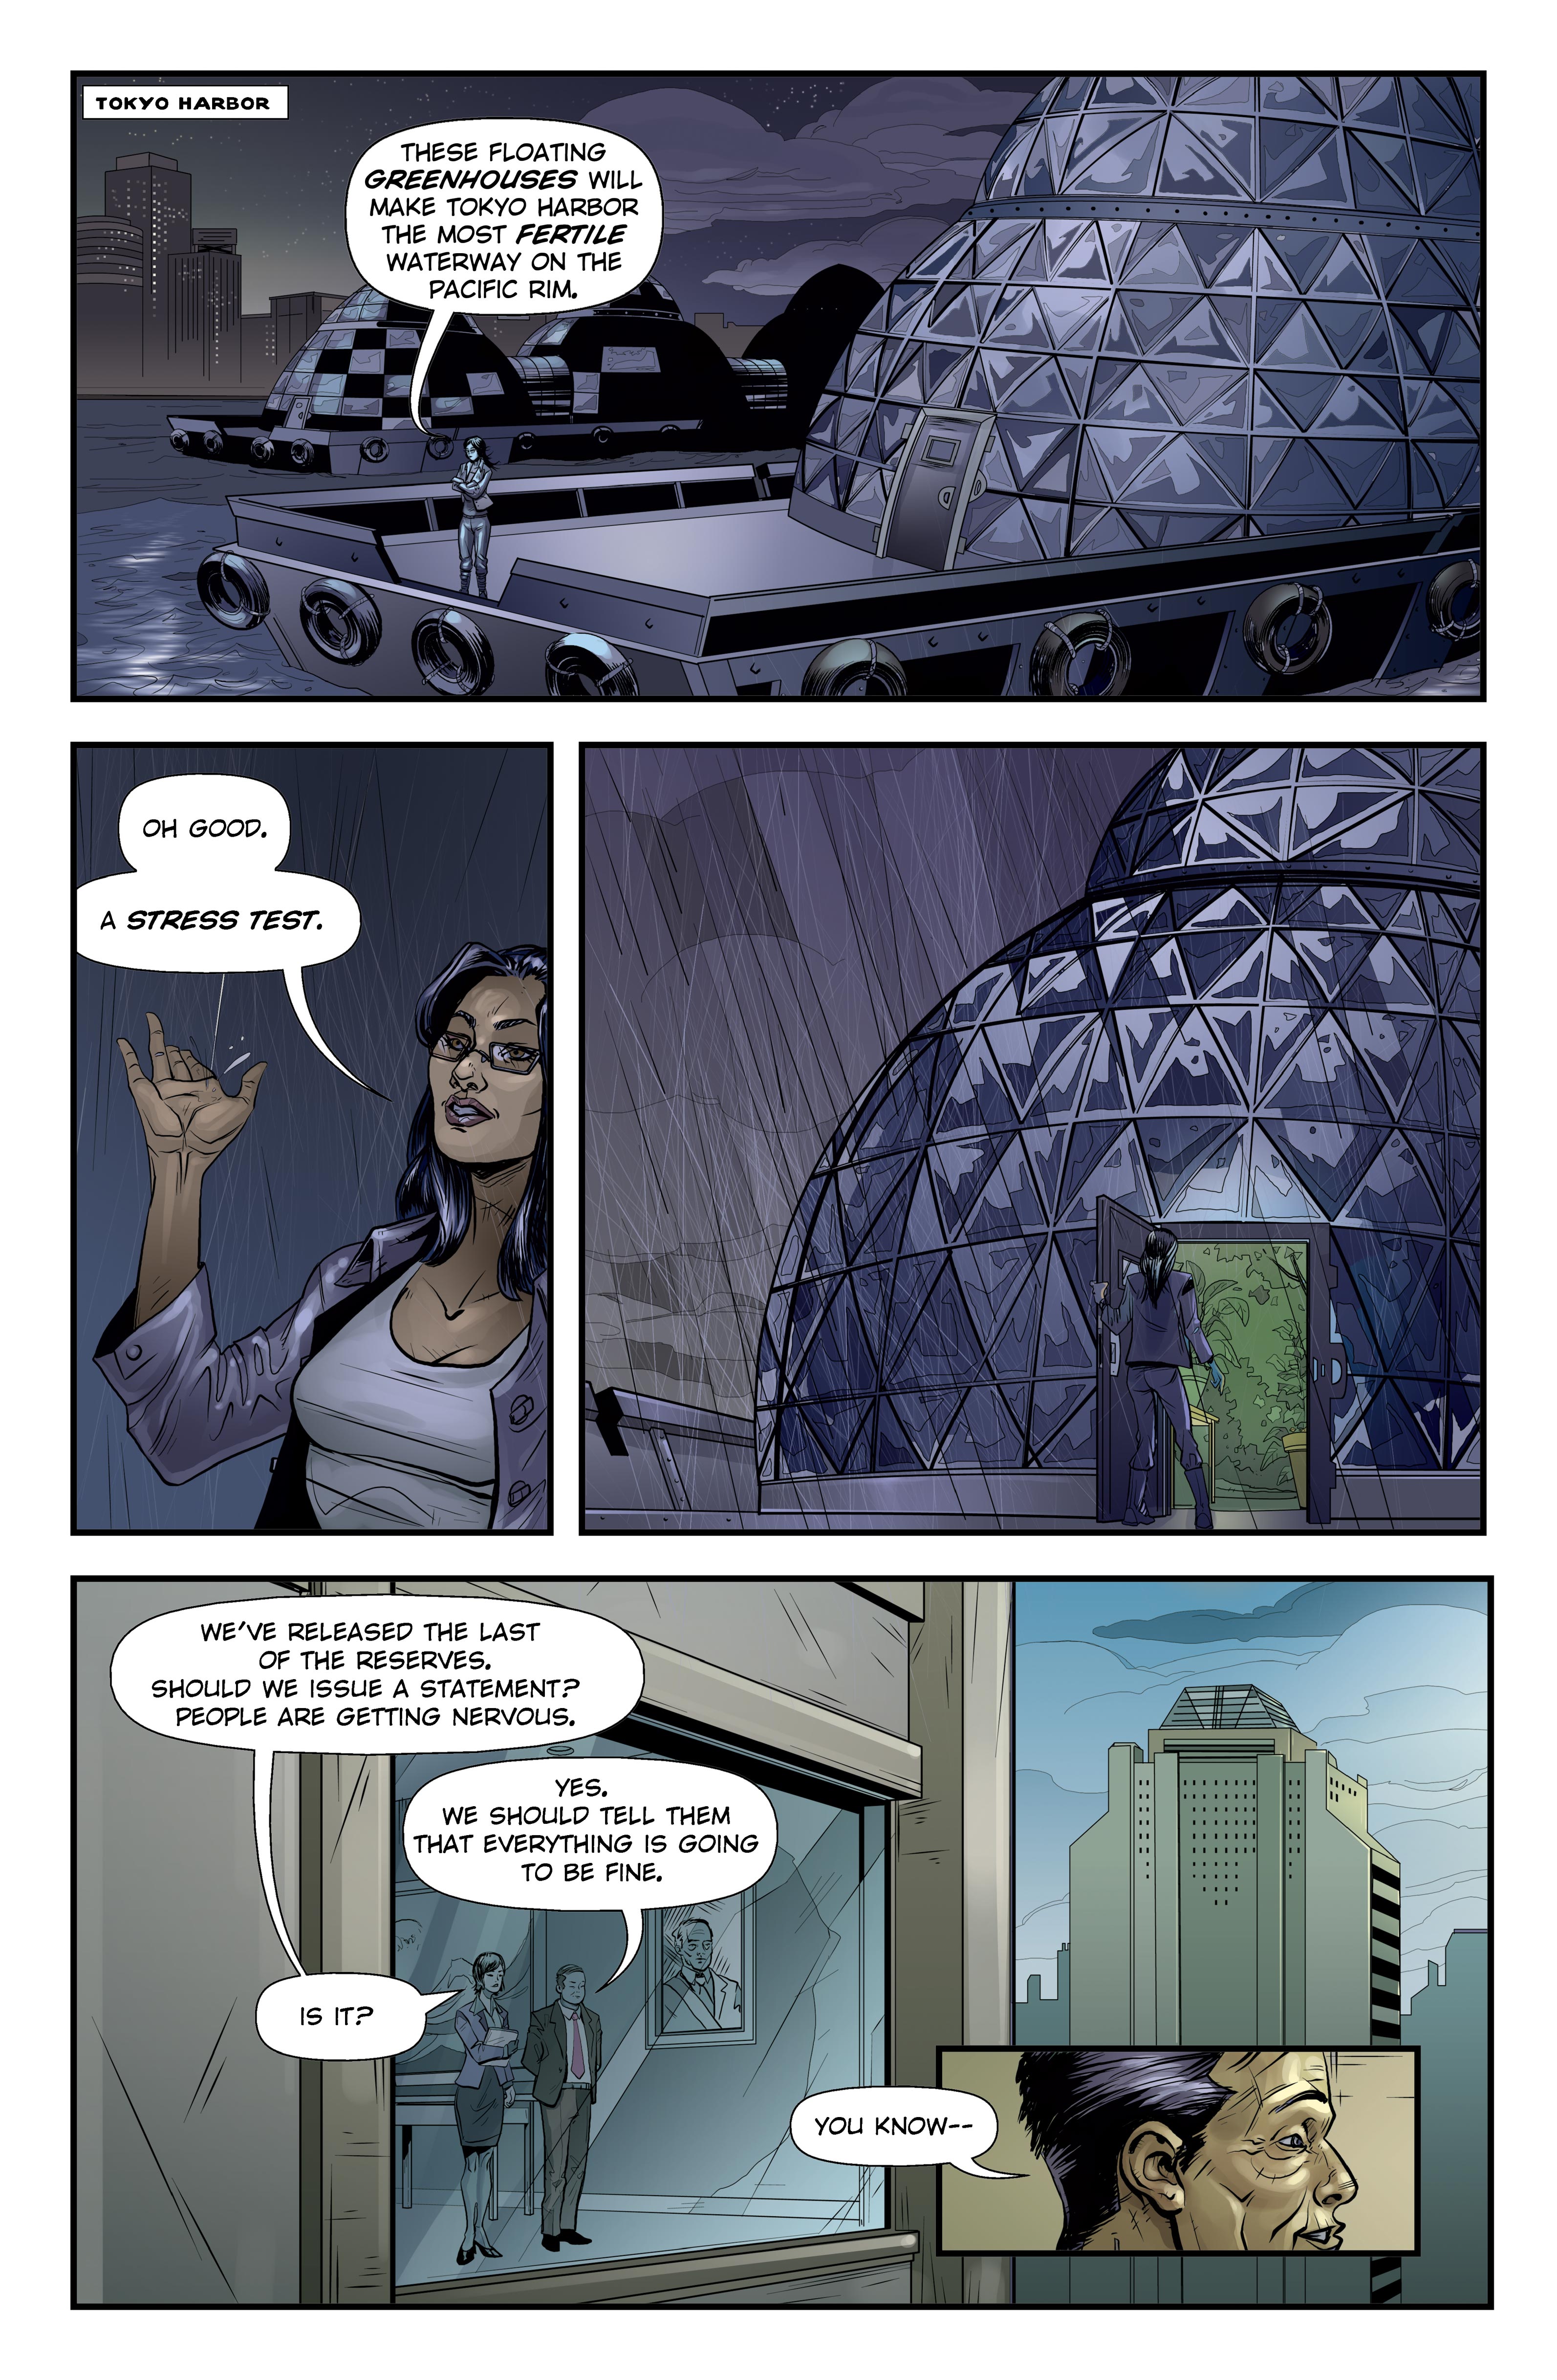 TOKYO HARBOR
THESE FLOATING
GREENHOUSES WILL
MAKE TOKYO HARBOR
THE MOST FERTILE
WATERWAY ON THE
PACIFIC RIM.
OH GOOD.
A STRESS TEST.
WE'VE RELEASED THE LAST
OF THE RESERVES.
SHOULD WE ISSUE A STATEMENT?
PEOPLE ARE GETTING NERVOUS.
YES.
WE SHOULD TELL THEM
THAT EVERYTHING IS GOING
TO BE FINE.
IS IT?
YOU KNOW--